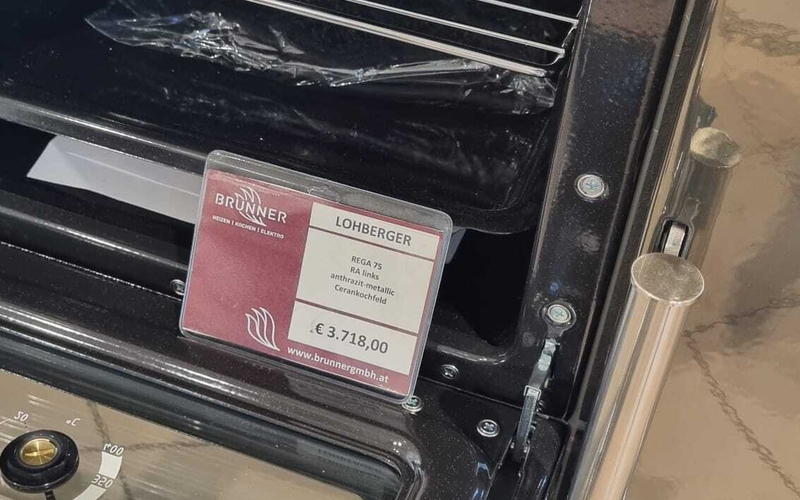 BRUNNER
HEIZEN | KOCHEN | ELEKTRO
LOHBERGER
REGA 75
RA links
anthrazit-metallic
Cerankochfeld
€ 3.718,00
www.brunnergmbh.at
50
°C
400
320